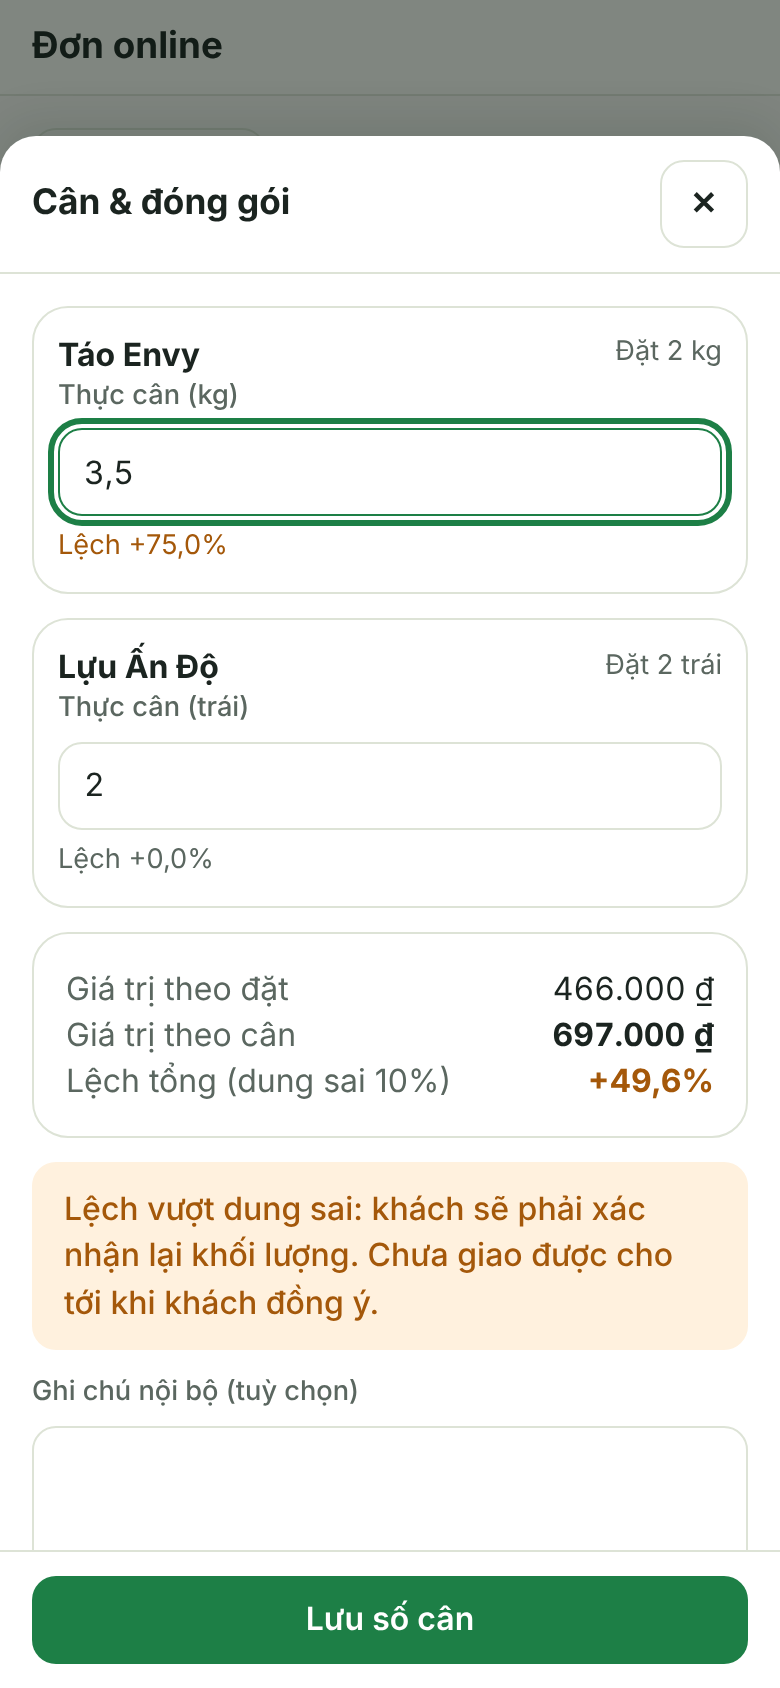 Đơn online
Cân & đóng gói
×
Táo Envy
Đặt 2 kg
Thực cân (kg)
3,5
Lệch +75,0%
Lựu Ấn Độ
Đặt 2 trái
Thực cân (trái)
2
Lệch +0,0%
Giá trị theo đặt 466.000 ₫
Giá trị theo cân 697.000 ₫
Lệch tổng (dung sai 10%) +49,6%
Lệch vượt dung sai: khách sẽ phải xác
nhận lại khối lượng. Chưa giao được cho
tới khi khách đồng ý.
Ghi chú nội bộ (tuỳ chọn)
Lưu số cân